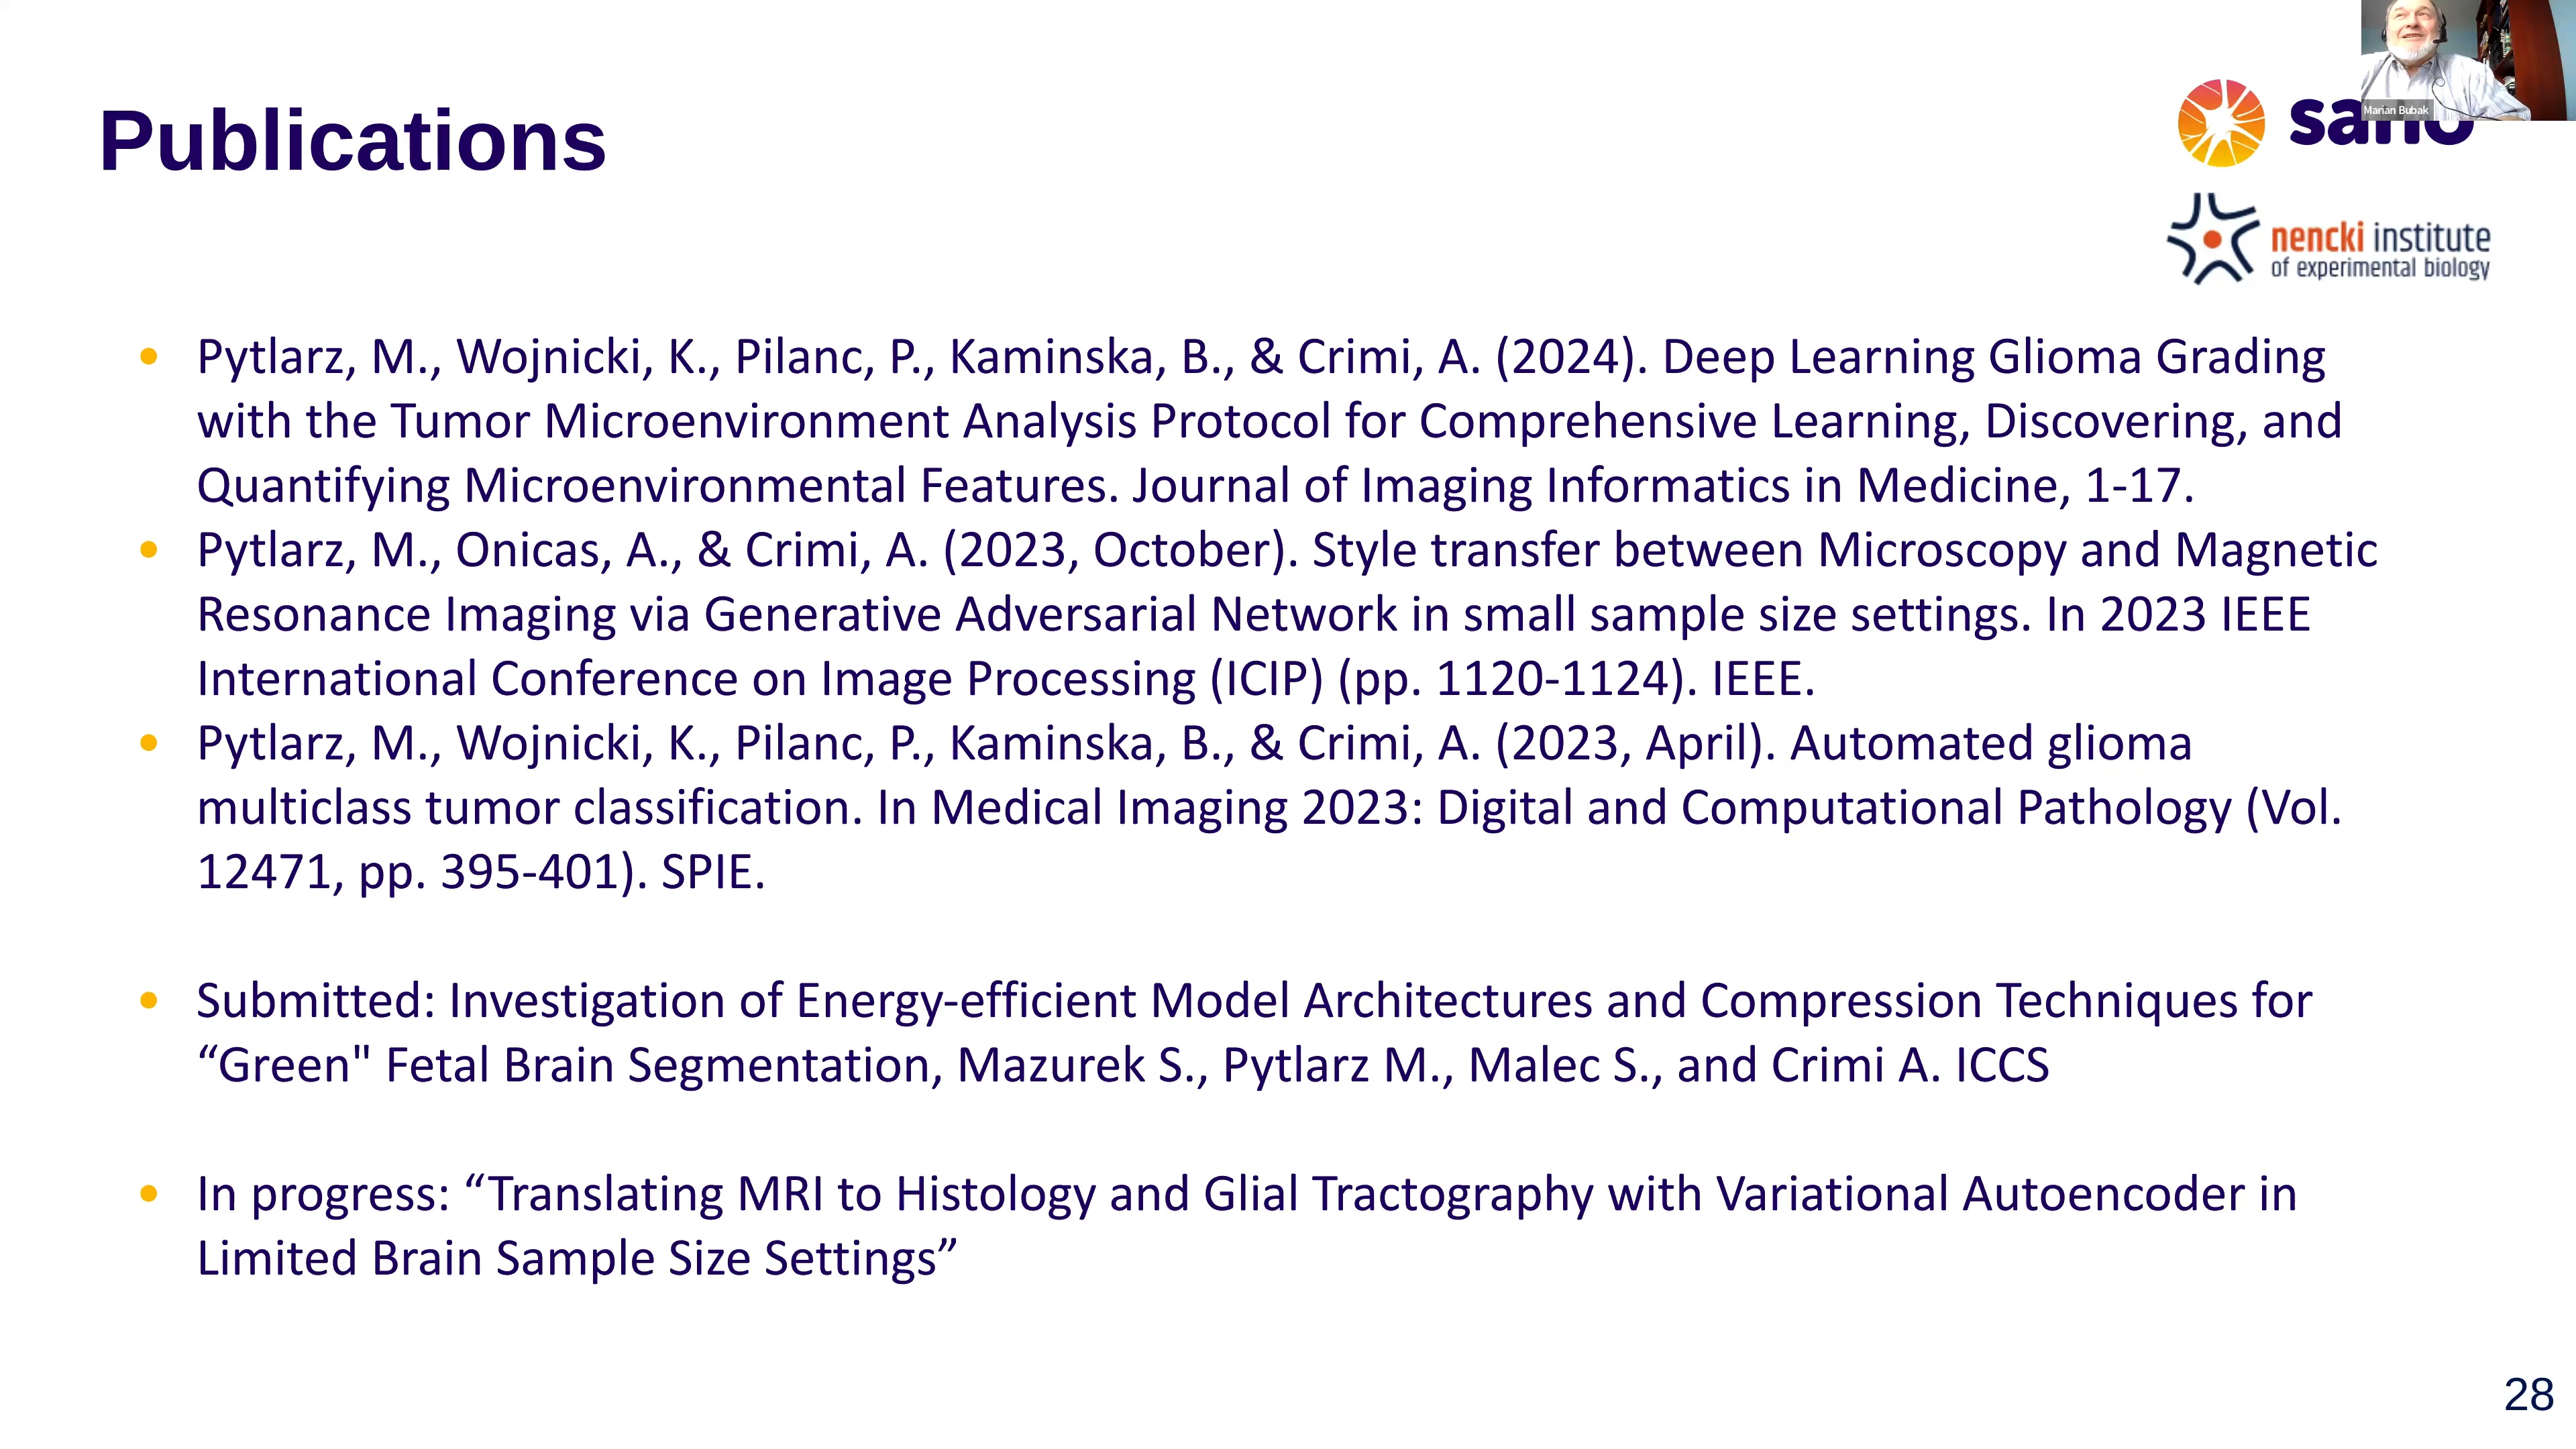 Marian Bubak
Publications
sano
nencki institute
of experimental biology
• Pytlarz, M., Wojnicki, K., Pilanc, P., Kaminska, B., & Crimi, A. (2024). Deep Learning Glioma Grading
with the Tumor Microenvironment Analysis Protocol for Comprehensive Learning, Discovering, and
Quantifying Microenvironmental Features. Journal of Imaging Informatics in Medicine, 1-17.
• Pytlarz, M., Onicas, A., & Crimi, A. (2023, October). Style transfer between Microscopy and Magnetic
Resonance Imaging via Generative Adversarial Network in small sample size settings. In 2023 IEEE
International Conference on Image Processing (ICIP) (pp. 1120-1124). IEEE.
• Pytlarz, M., Wojnicki, K., Pilanc, P., Kaminska, B., & Crimi, A. (2023, April). Automated glioma
multiclass tumor classification. In Medical Imaging 2023: Digital and Computational Pathology (Vol.
12471, pp. 395-401). SPIE.
• Submitted: Investigation of Energy-efficient Model Architectures and Compression Techniques for
“Green" Fetal Brain Segmentation, Mazurek S., Pytlarz M., Malec S., and Crimi A. ICCS
• In progress: “Translating MRI to Histology and Glial Tractography with Variational Autoencoder in
Limited Brain Sample Size Settings”
28